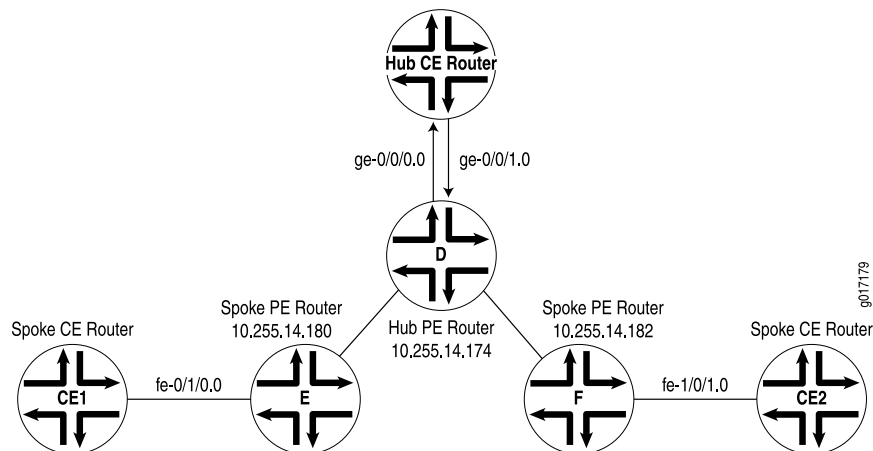 Hub CE Router
ge-0/0/0.0
ge-0/0/1.0
D
g017179
Spoke PE Router
10.255.14.180
Hub PE Router
10.255.14.174
Spoke PE Router
10.255.14.182
Spoke CE Router
Spoke CE Router
CE1
fe-0/1/0.0
E
F
fe-1/0/1.0
CE2